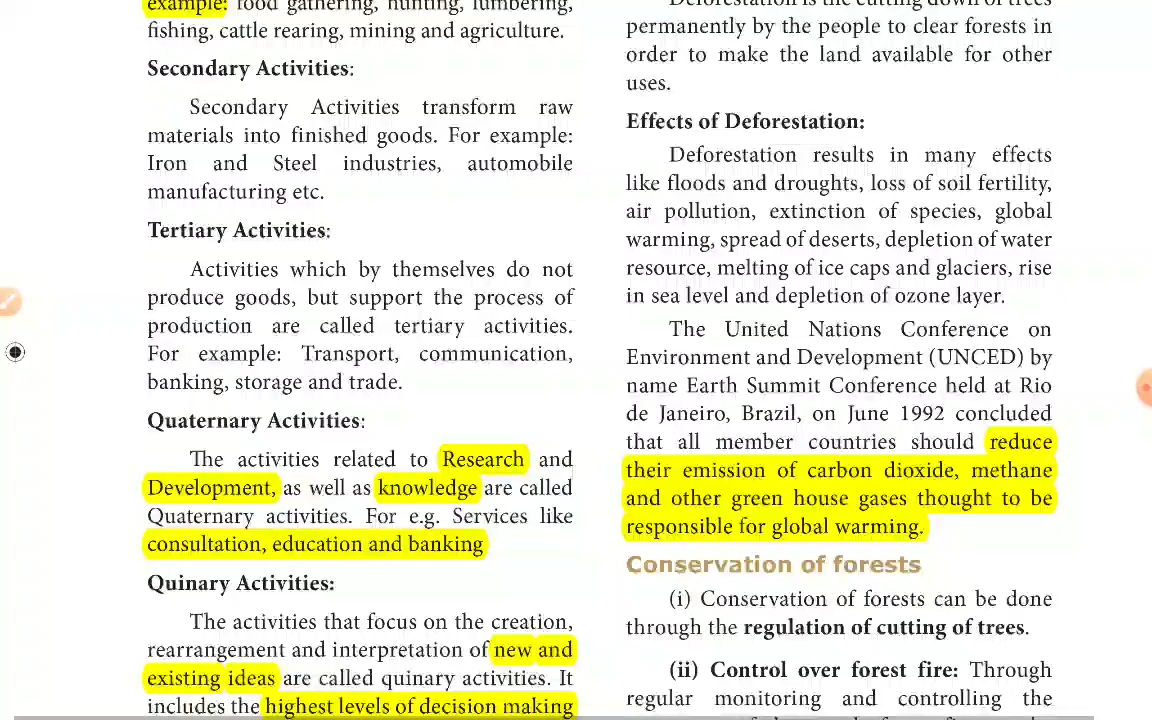 example: food gathering, hunting, lumbering,
fishing, cattle rearing, mining and agriculture.
Secondary Activities:
Secondary Activities transform raw
materials into finished goods. For example:
Iron and Steel industries, automobile
manufacturing etc.
Tertiary Activities:
Activities which by themselves do not
produce goods, but support the process of
production are called tertiary activities.
For example: Transport, communication,
banking, storage and trade.
Quaternary Activities:
The activities related to Research and
Development, as well as knowledge are called
Quaternary activities. For e.g. Services like
consultation, education and banking
Quinary Activities:
The activities that focus on the creation,
rearrangement and interpretation of new and
existing ideas are called quinary activities. It
includes the highest levels of decision making
Deforestation is the cutting down of trees
permanently by the people to clear forests in
order to make the land available for other
uses.
Effects of Deforestation:
Deforestation results in many effects
like floods and droughts, loss of soil fertility,
air pollution, extinction of species, global
warming, spread of deserts, depletion of water
resource, melting of ice caps and glaciers, rise
in sea level and depletion of ozone layer.
The United Nations Conference on
Environment and Development (UNCED) by
name Earth Summit Conference held at Rio
de Janeiro, Brazil, on June 1992 concluded
that all member countries should reduce
their emission of carbon dioxide, methane
and other green house gases thought to be
responsible for global warming.
Conservation of forests
(i) Conservation of forests can be done
through the regulation of cutting of trees.
(ii) Control over forest fire: Through
regular monitoring and controlling the